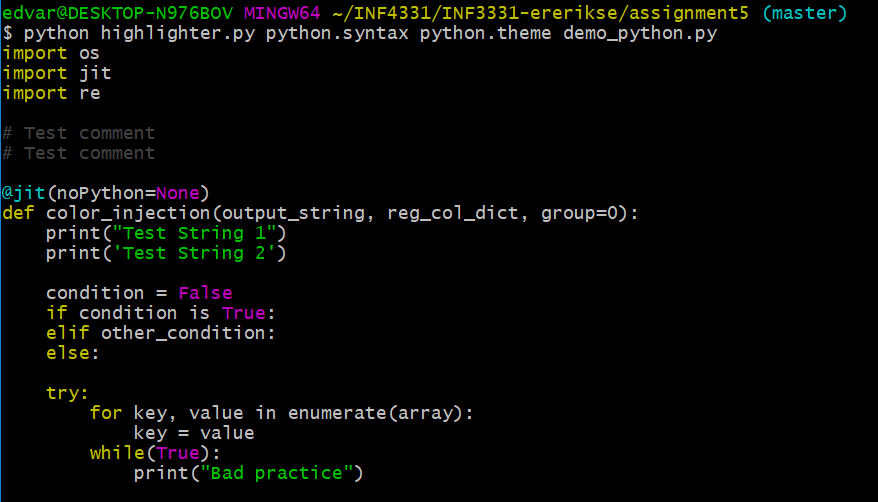 edvar@DESKTOP-N976BOV MINGW64 ~/INF4331/INF3331-ererikse/assignment5 (master)
$ python highlighter.py python.syntax python.theme demo_python.py
import os
import jit
import re

# Test comment
# Test comment

@jit(noPython=None)
def color_injection(output_string, reg_col_dict, group=0):
    print("Test String 1")
    print('Test String 2')

    condition = False
    if condition is True:
    elif other_condition:
    else:

    try:
        for key, value in enumerate(array):
            key = value
        while(True):
            print("Bad practice")